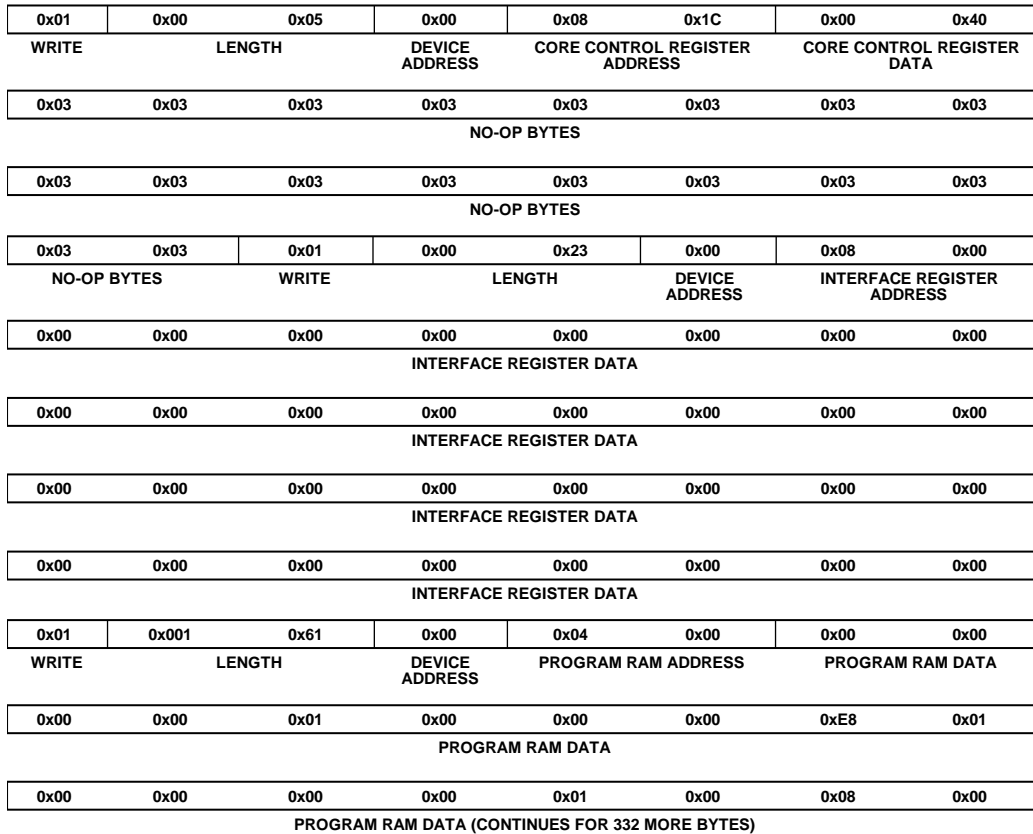 0x01 0x00 0x05 0x00 0x08 0x1C 0x00 0x40
WRITE LENGTH DEVICE ADDRESS CORE CONTROL REGISTER ADDRESS CORE CONTROL REGISTER DATA
0x03 0x03 0x03 0x03 0x03 0x03 0x03 0x03
NO-OP BYTES
0x03 0x03 0x03 0x03 0x03 0x03 0x03 0x03
NO-OP BYTES
0x03 0x03 0x01 0x00 0x23 0x00 0x08 0x00
NO-OP BYTES WRITE LENGTH DEVICE ADDRESS INTERFACE REGISTER ADDRESS
0x00 0x00 0x00 0x00 0x00 0x00 0x00 0x00
INTERFACE REGISTER DATA
0x00 0x00 0x00 0x00 0x00 0x00 0x00 0x00
INTERFACE REGISTER DATA
0x00 0x00 0x00 0x00 0x00 0x00 0x00 0x00
INTERFACE REGISTER DATA
0x00 0x00 0x00 0x00 0x00 0x00 0x00 0x00
INTERFACE REGISTER DATA
0x01 0x001 0x61 0x00 0x04 0x00 0x00 0x00
WRITE LENGTH DEVICE ADDRESS PROGRAM RAM ADDRESS PROGRAM RAM DATA
0x00 0x00 0x01 0x00 0x00 0x00 0xE8 0x01
PROGRAM RAM DATA
0x00 0x00 0x00 0x00 0x01 0x00 0x08 0x00
PROGRAM RAM DATA (CONTINUES FOR 332 MORE BYTES)